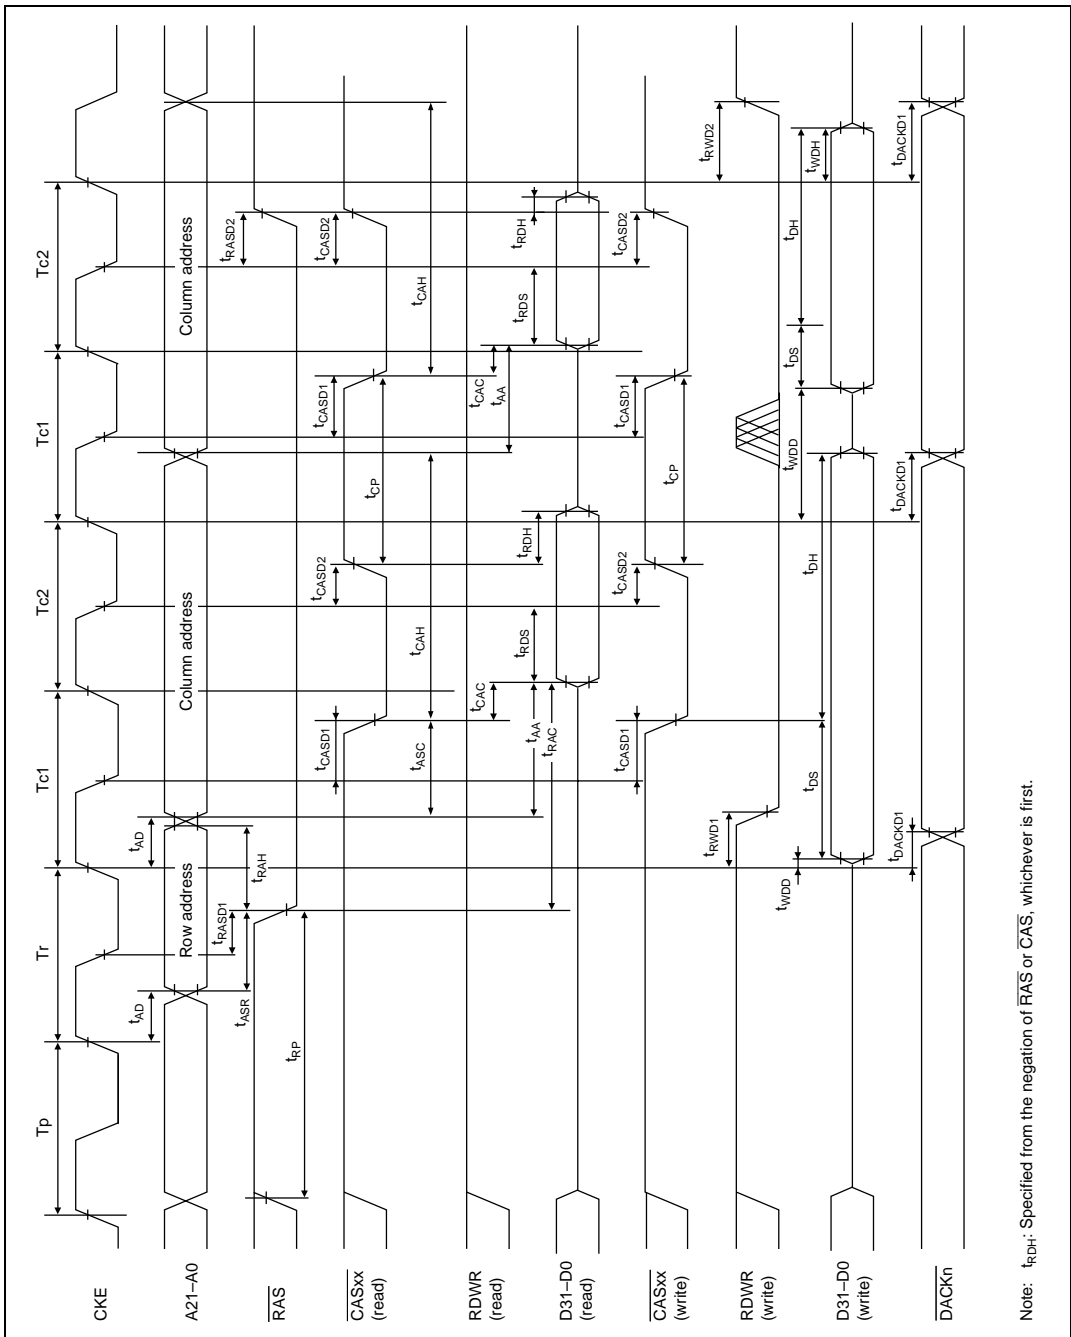 Tp
Tr
Tc1
Tc2
Tc1
Tc2
CKE
tAD
tAD
A21–A0
Row address
Column address
Column address
tRASD1
tRAH
tASR
tRASD2
RAS
tRP
tCASD1
tCASD2
tCASD1
tCASD2
CASxx
(read)
tCP
tASC
tCAH
tCAH
RDWR
(read)
tCAC
tCAC
tAA
tAA
tRDS
tRDH
tRDS
tRDH
tRAC
D31–D0
(read)
tCASD1
tCASD2
tCASD1
tCASD2
CASxx
(write)
tCP
tRWD1
tRWD2
RDWR
(write)
tWDD
tWDD
tDS
tDH
tDS
tDH
tWDH
D31–D0
(write)
tDACKD1
tDACKD1
tDACKD1
DACKn
Note: tRDH: Specified from the negation of RAS or CAS, whichever is first.